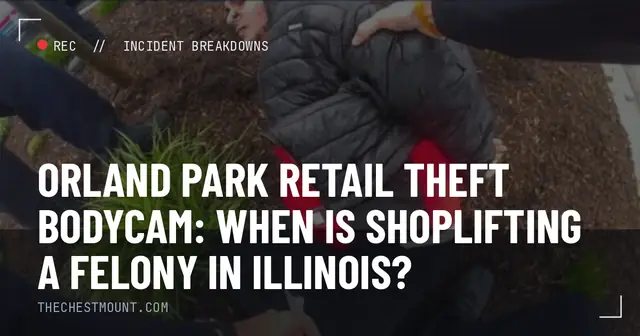 REC // INCIDENT BREAKDOWNS
ORLAND PARK RETAIL THEFT
BODYCAM: WHEN IS SHOPLIFTING
A FELONY IN ILLINOIS?
THECHESTMOUNT.COM